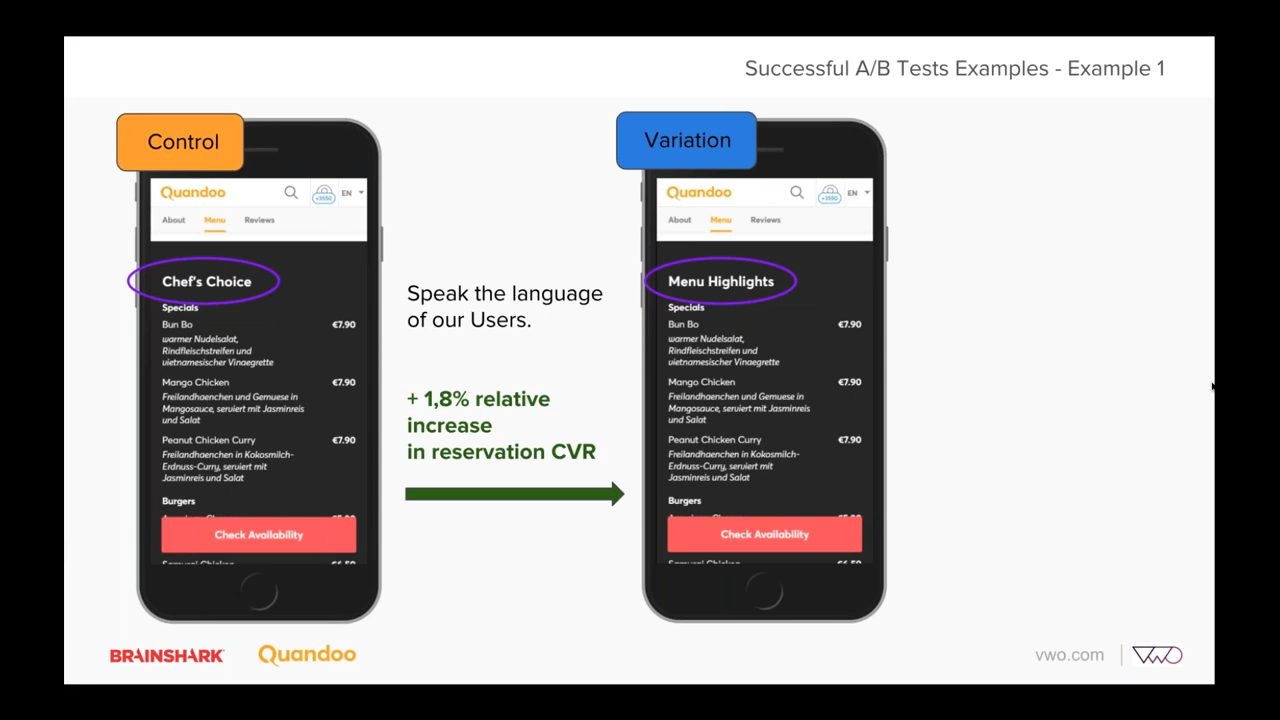 Successful A/B Tests Examples - Example 1
Control
Quandoo
+3550
EN
About Menu Reviews
Chef's Choice
Specials
Bun Bo €7.90
warmer Nudelsalat,
Rindfleischstreifen und
vietnamesischer Vinaegrette
Mango Chicken €7.90
Freilandhaenchen und Gemuese in
Mangosauce, serviert mit Jasminreis
und Salat
Peanut Chicken Curry €7.90
Freilandhaenchen in Kokosmilch-
Erdnuss-Curry, serviert mit
Jasminreis und Salat
Burgers
Check Availability
Speak the language
of our Users.
+ 1,8% relative
increase
in reservation CVR
Variation
Quandoo
+3550
EN
About Menu Reviews
Menu Highlights
Specials
Bun Bo €7.90
warmer Nudelsalat,
Rindfleischstreifen und
vietnamesischer Vinaegrette
Mango Chicken €7.90
Freilandhaenchen und Gemuese in
Mangosauce, serviert mit Jasminreis
und Salat
Peanut Chicken Curry €7.90
Freilandhaenchen in Kokosmilch-
Erdnuss-Curry, serviert mit
Jasminreis und Salat
Burgers
Check Availability
BRAINSHARK
Quandoo
vwo.com
VWO